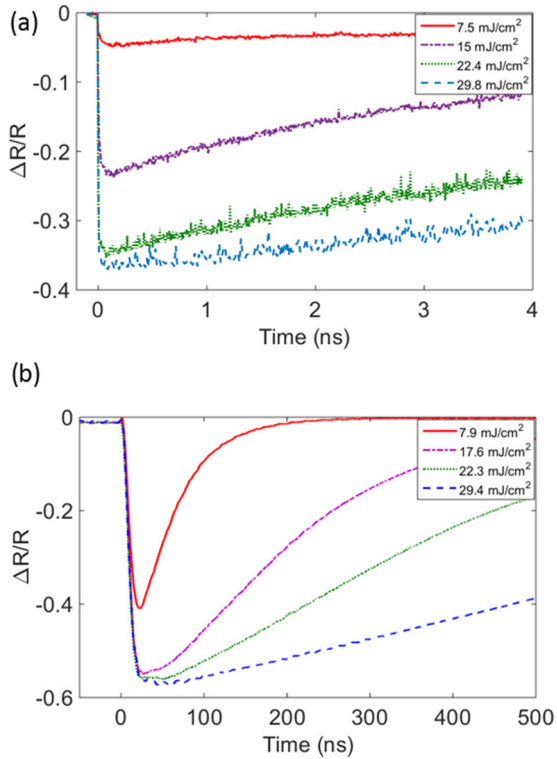 (a)
0
-0.1
-0.2
-0.3
-0.4
ΔR/R
7.5 mJ/cm²
15 mJ/cm²
22.4 mJ/cm²
29.8 mJ/cm²
0 1 2 3 4
Time (ns)
(b)
0
-0.2
-0.4
-0.6
ΔR/R
7.9 mJ/cm²
17.6 mJ/cm²
22.3 mJ/cm²
29.4 mJ/cm²
0 100 200 300 400 500
Time (ns)